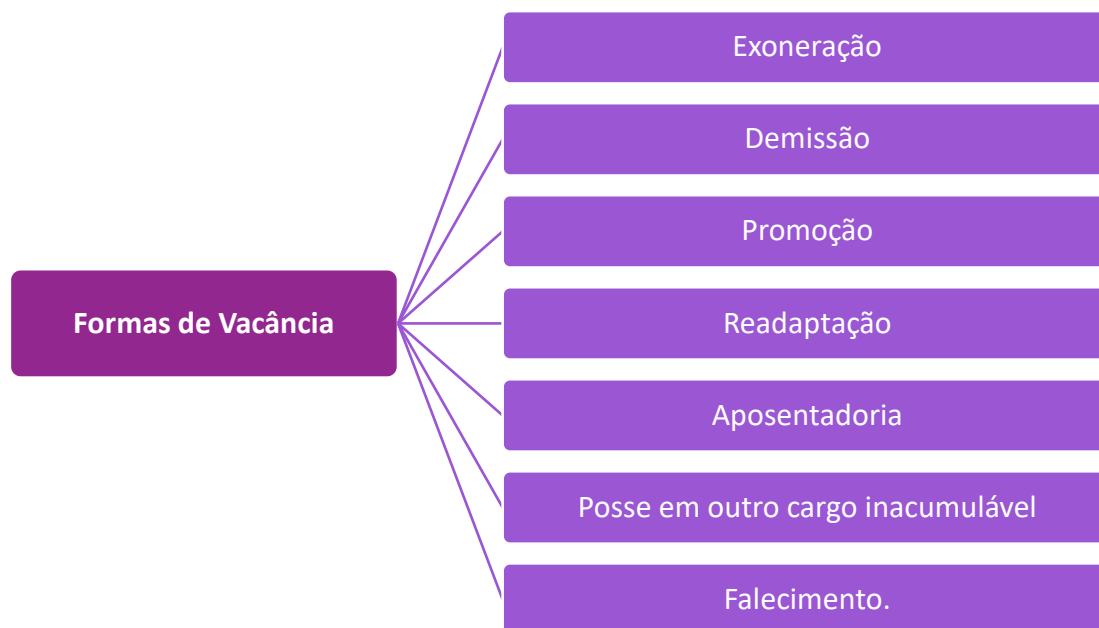 Formas de Vacância
Exoneração
Demissão
Promoção
Readaptação
Aposentadoria
Posse em outro cargo inacumulável
Falecimento.